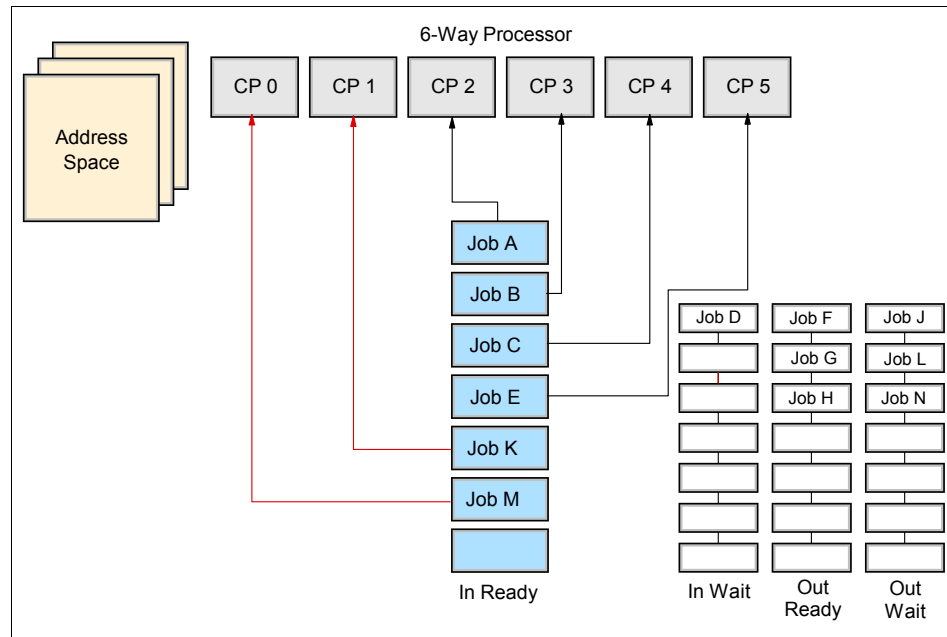 6-Way Processor
CP 0
CP 1
CP 2
CP 3
CP 4
CP 5
Address
Space
Job A
Job B
Job C
Job E
Job K
Job M
In Ready
Job D
In Wait
Job F
Job G
Job H
Out
Ready
Job J
Job L
Job N
Out
Wait